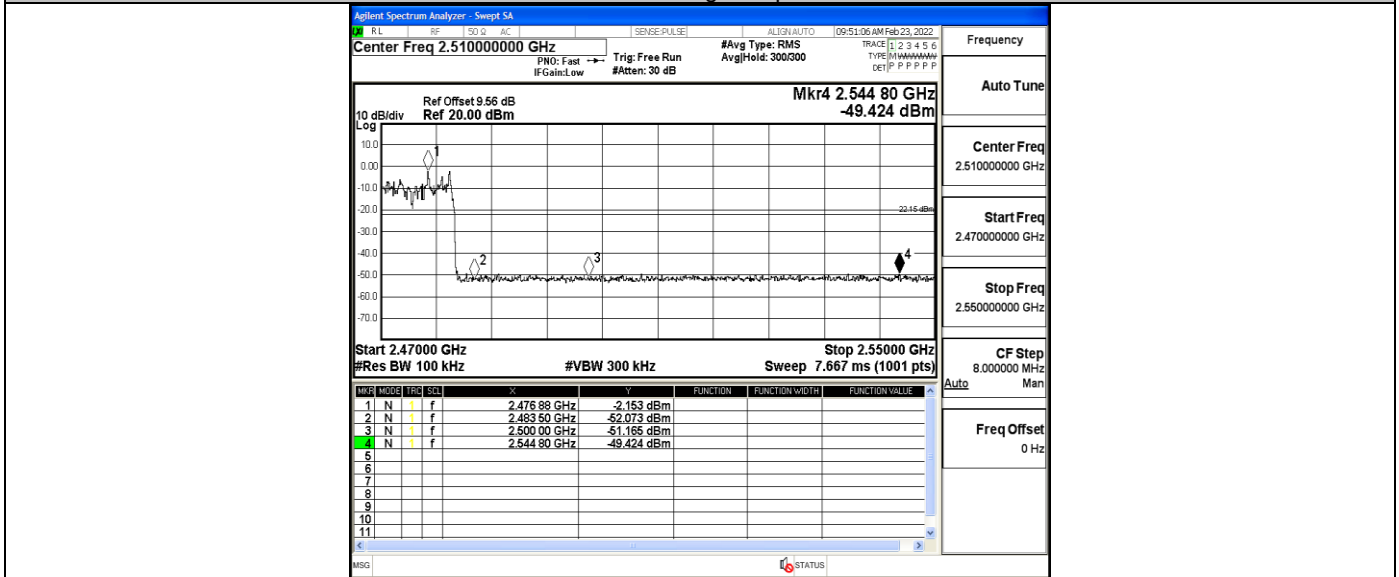 Agilent Spectrum Analyzer - Swept SA
RL RF 50 Ω AC SENSE:PULSE ALIGN AUTO 09:51:06 AM Feb 23, 2022
Center Freq 2.510000000 GHz
PNO: Fast
IFGain:Low
Trig: Free Run
#Atten: 30 dB
#Avg Type: RMS
Avg|Hold: 300/300
TRACE 1 2 3 4 5 6
TYPE MWWWWW
DET P P P P P P
Frequency
Auto Tune
Center Freq
2.510000000 GHz
Start Freq
2.470000000 GHz
Stop Freq
2.550000000 GHz
CF Step
8.000000 MHz
Auto Man
Freq Offset
0 Hz
Mkr4 2.544 80 GHz
-49.424 dBm
Ref Offset 9.56 dB
10 dB/div Ref 20.00 dBm
Log
10.0
0.00
-10.0
-20.0
-30.0
-40.0
-50.0
-60.0
-70.0
1
2
3
4
22.15 dBm
Start 2.47000 GHz Stop 2.55000 GHz
#Res BW 100 kHz #VBW 300 kHz Sweep 7.667 ms (1001 pts)
MKR MODE TRC SCL X Y FUNCTION FUNCTION WIDTH FUNCTION VALUE
1 N 1 f 2.476 88 GHz -2.153 dBm
2 N 1 f 2.483 50 GHz -52.073 dBm
3 N 1 f 2.500 00 GHz -51.165 dBm
4 N 1 f 2.544 80 GHz -49.424 dBm
5
6
7
8
9
10
11
MSG STATUS